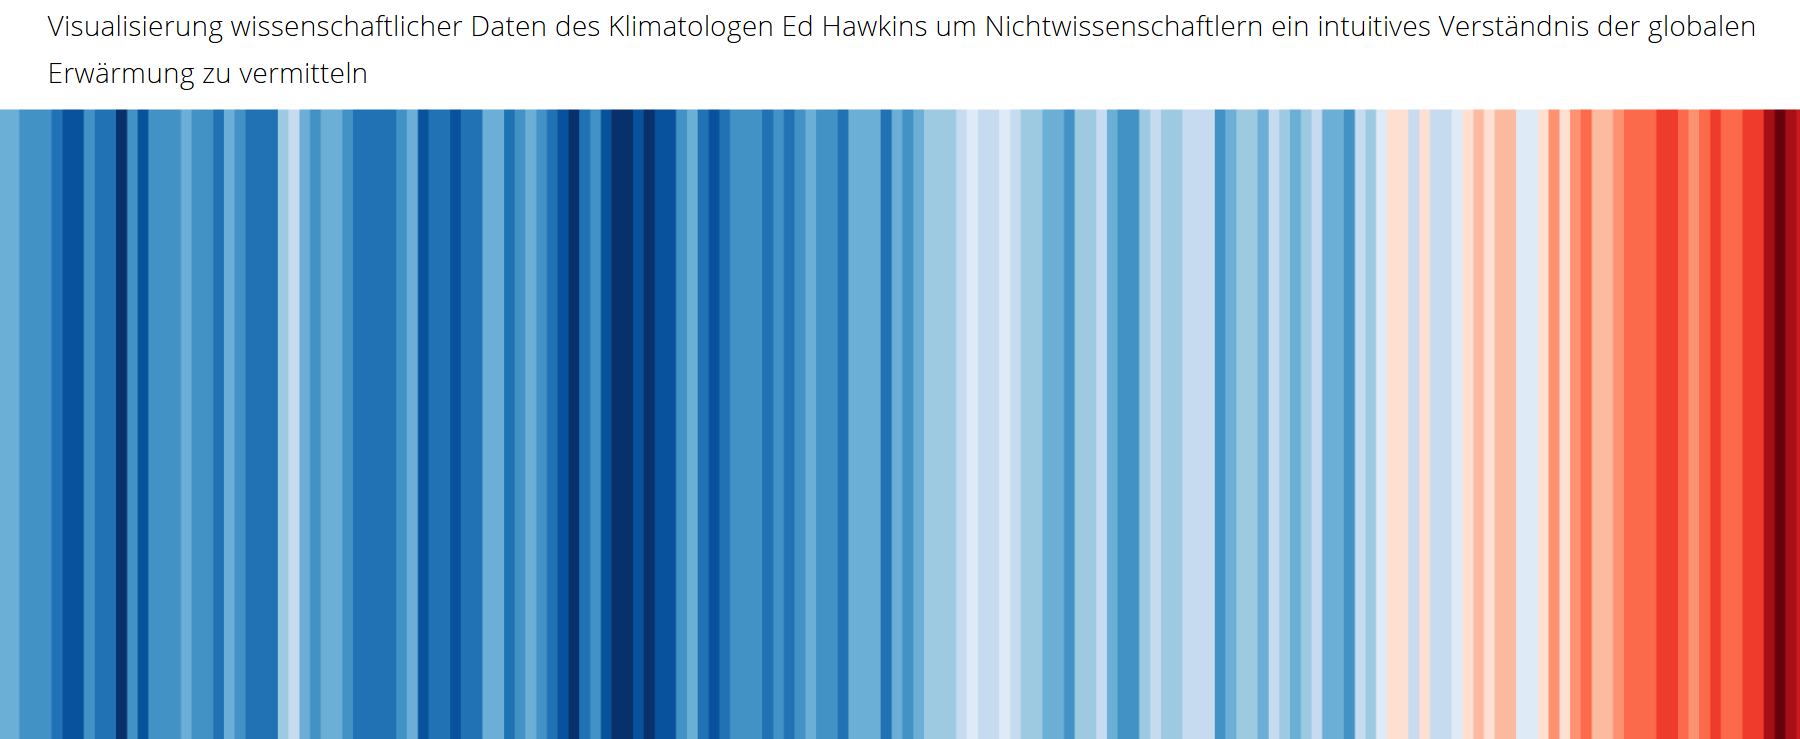 Visualisierung wissenschaftlicher Daten des Klimatologen Ed Hawkins um Nichtwissenschaftlern ein intuitives Verständnis der globalen
Erwärmung zu vermitteln